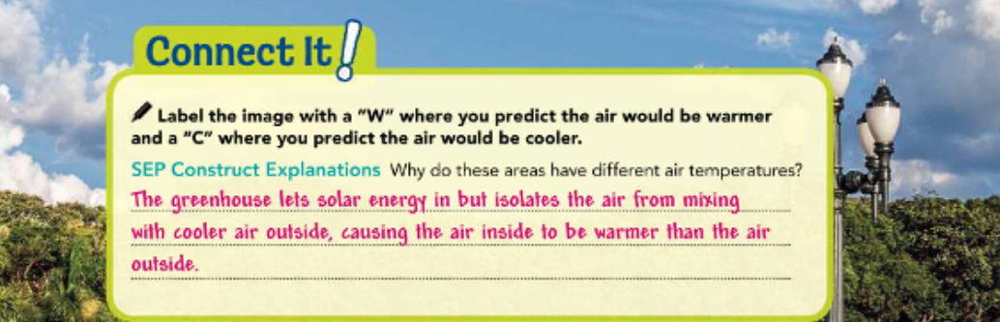 Connect It!
Label the image with a "W" where you predict the air would be warmer
and a "C" where you predict the air would be cooler.
SEP Construct Explanations Why do these areas have different air temperatures?
The greenhouse lets solar energy in but isolates the air from mixing
with cooler air outside, causing the air inside to be warmer than the air
outside.